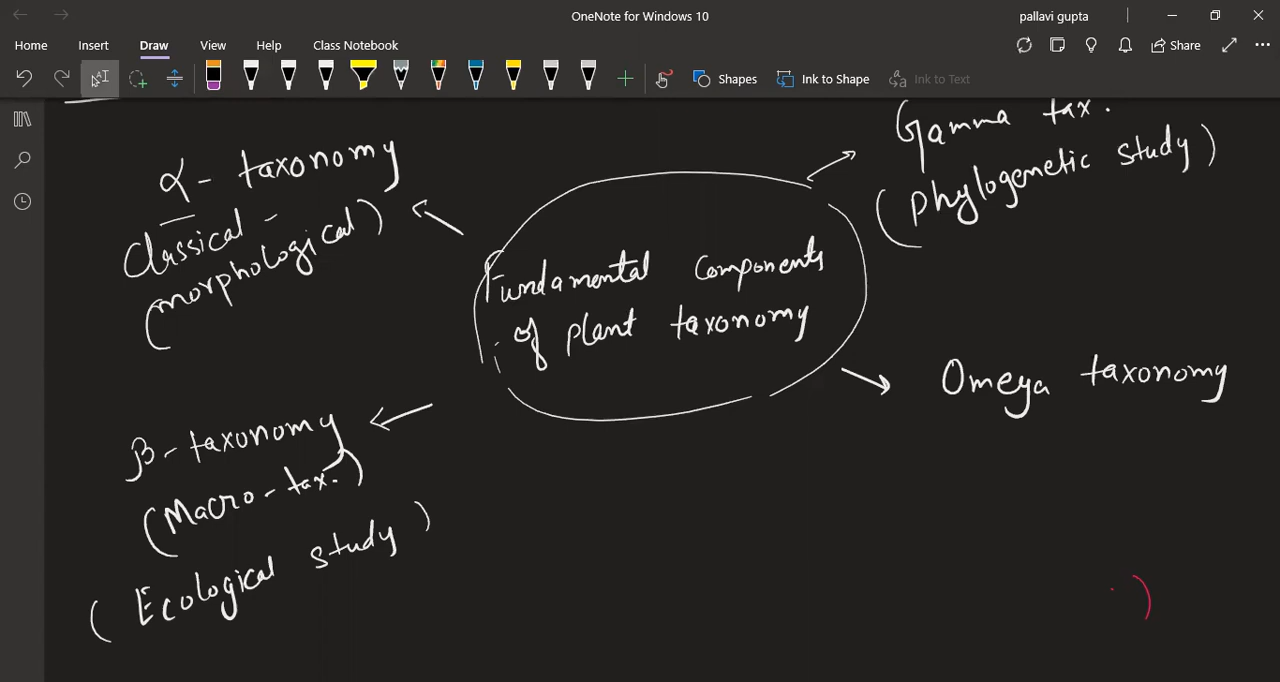 OneNote for Windows 10
pallavi gupta
Home Insert Draw View Help Class Notebook
Share
Shapes Ink to Shape Ink to Text
α- taxonomy
Classical -
(morphological)
Gamma tax.
(Phylogenetic study)
Fundamental components
of plant taxonomy
Omega taxonomy
β- taxonomy
(Macro-tax.)
(Ecological study)